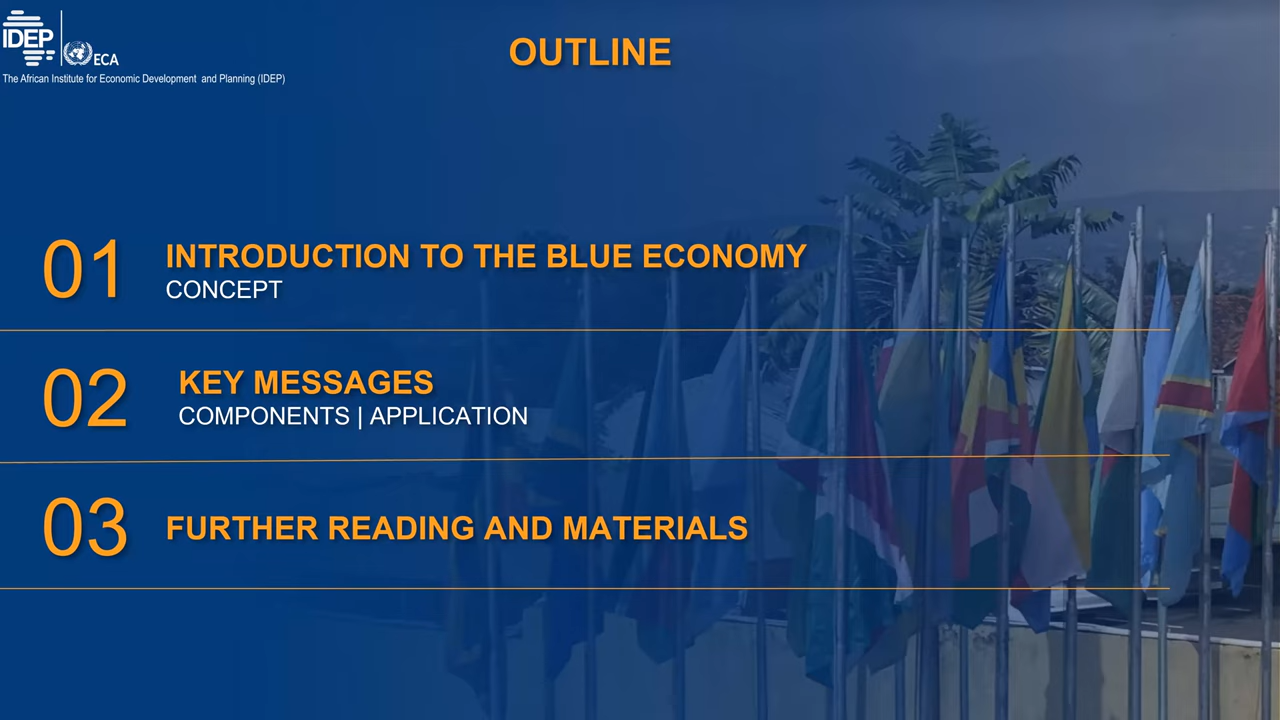 IDEP
ECA
The African Institute for Economic Development and Planning (IDEP)
OUTLINE
01
INTRODUCTION TO THE BLUE ECONOMY
CONCEPT
02
KEY MESSAGES
COMPONENTS | APPLICATION
03
FURTHER READING AND MATERIALS